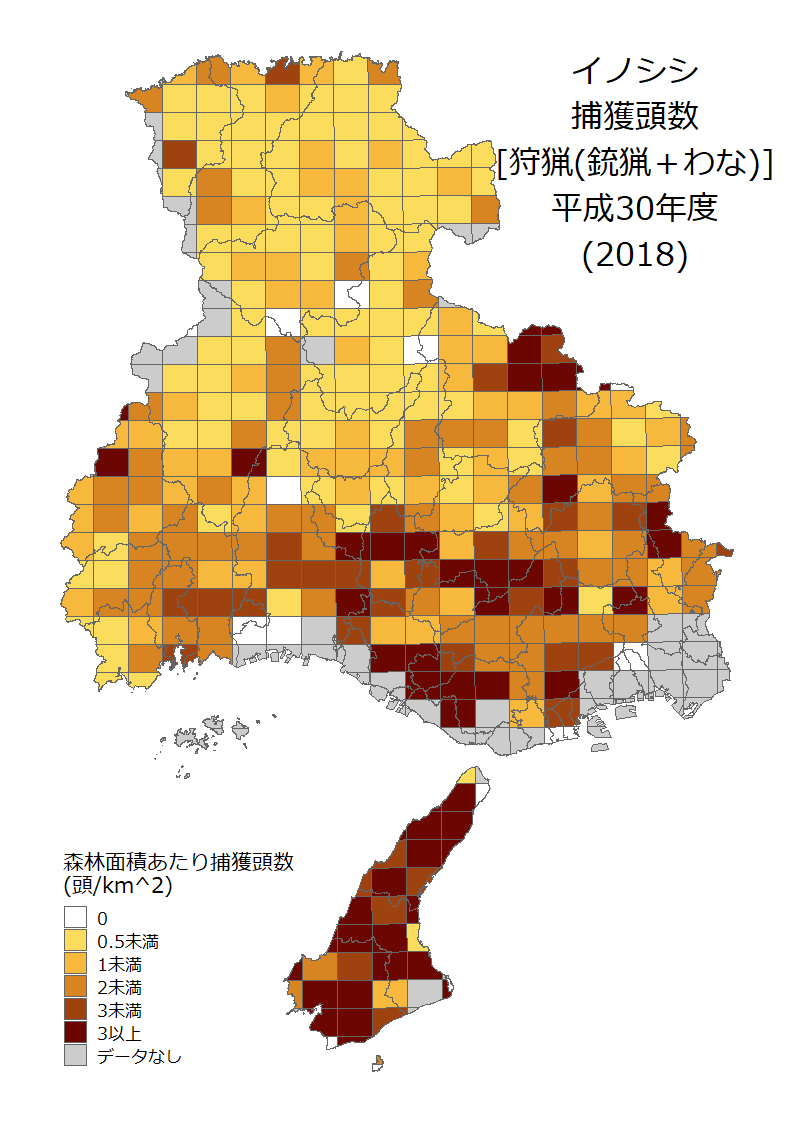 イノシシ
捕獲頭数
[狩猟(銃猟＋わな)]
平成30年度
(2018)
森林面積あたり捕獲頭数
(頭/km^2)
0
0.5未満
1未満
2未満
3未満
3以上
データなし